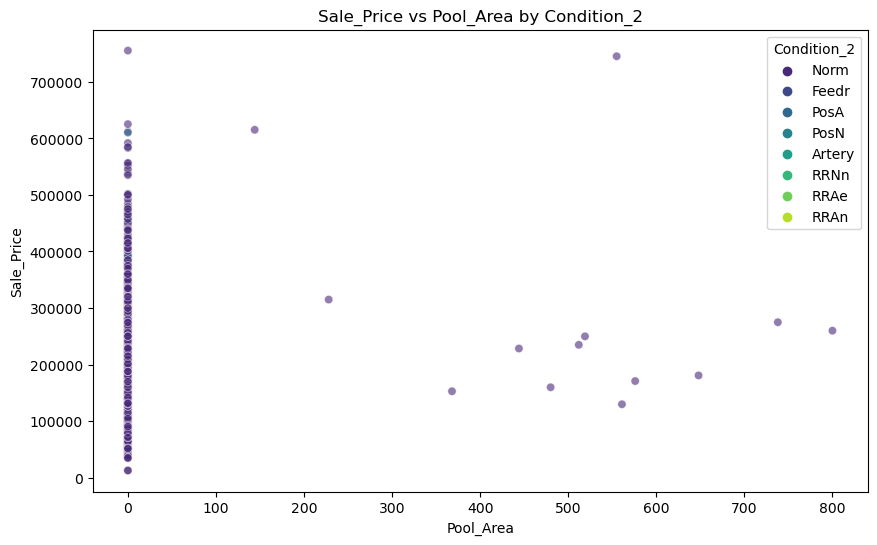 Sale_Price vs Pool_Area by Condition_2
Condition_2
Norm
Feedr
PosA
PosN
Artery
RRNn
RRAe
RRAn
Sale_Price
700000
600000
500000
400000
300000
200000
100000
0
0 100 200 300 400 500 600 700 800
Pool_Area